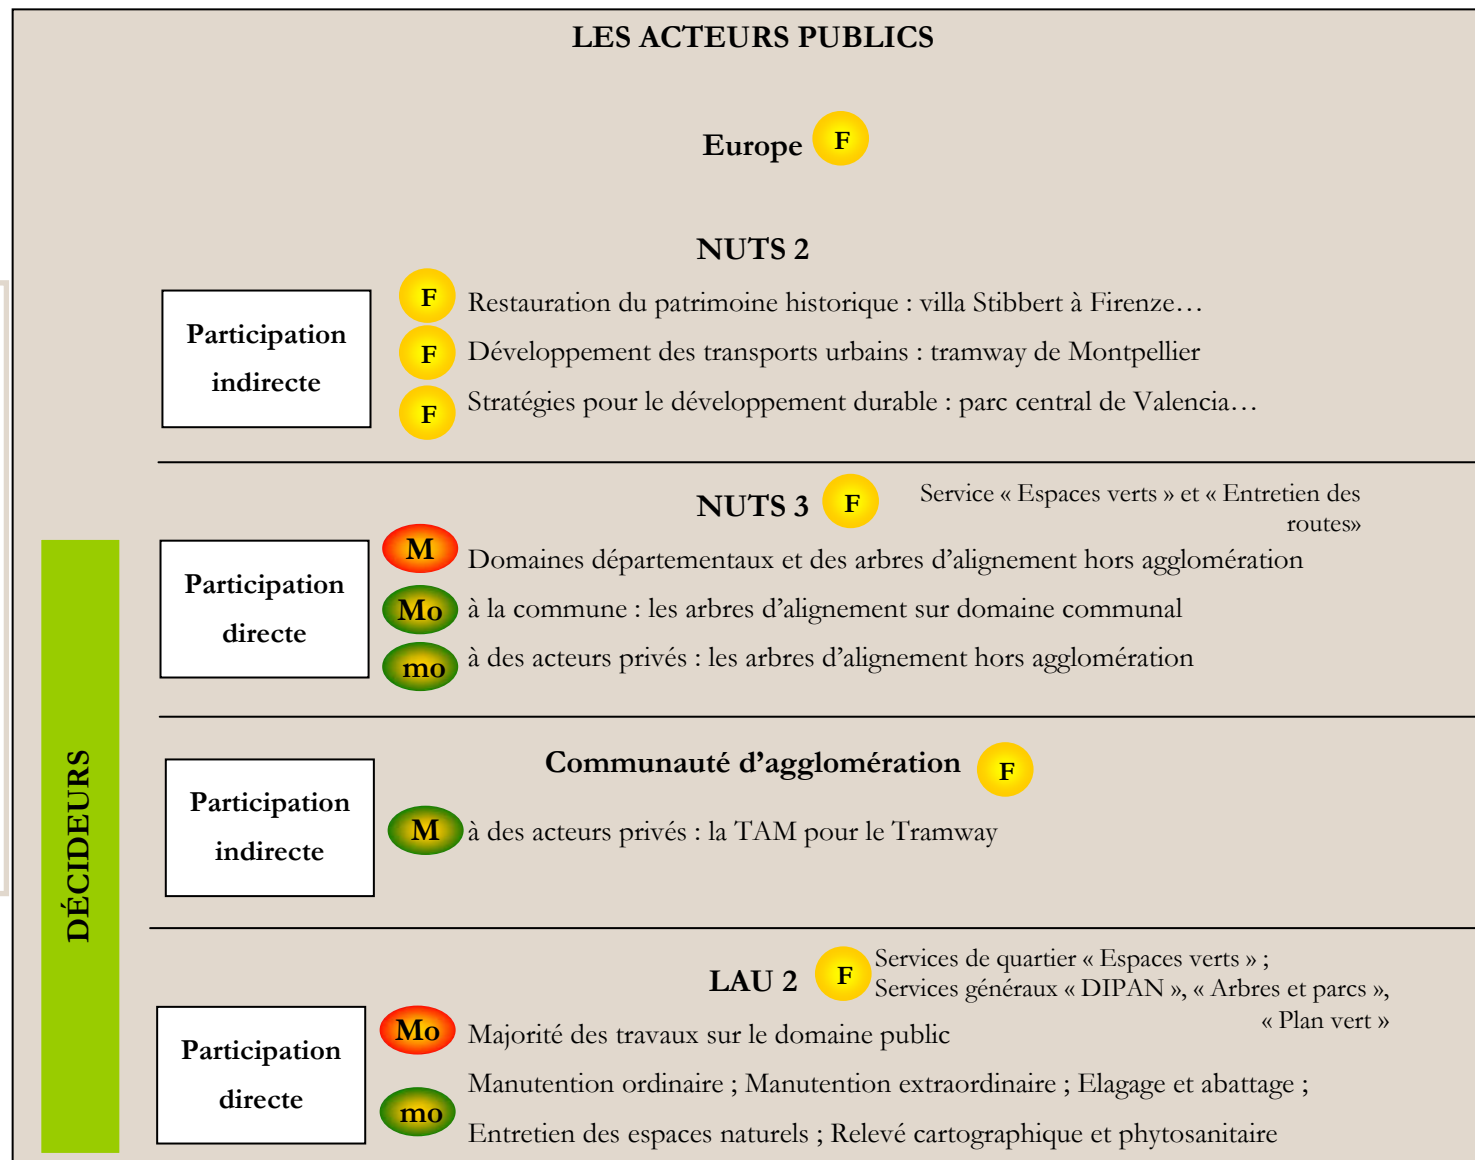 LES ACTEURS PUBLICS
Europe F
NUTS 2
Participation
indirecte
F Restauration du patrimoine historique : villa Stibbert à Firenze…
F Développement des transports urbains : tramway de Montpellier
F Stratégies pour le développement durable : parc central de Valencia…
DÉCIDEURS
NUTS 3 F
Service « Espaces verts » et « Entretien des
routes»
Participation
directe
M Domaines départementaux et des arbres d’alignement hors agglomération
Mo à la commune : les arbres d’alignement sur domaine communal
mo à des acteurs privés : les arbres d’alignement hors agglomération
Communauté d’agglomération F
Participation
indirecte
M à des acteurs privés : la TAM pour le Tramway
LAU 2 F
Services de quartier « Espaces verts » ;
Services généraux « DIPAN », « Arbres et parcs »,
« Plan vert »
Participation
directe
Mo Majorité des travaux sur le domaine public
mo Manutention ordinaire ; Manutention extraordinaire ; Elagage et abattage ;
Entretien des espaces naturels ; Relevé cartographique et phytosanitaire